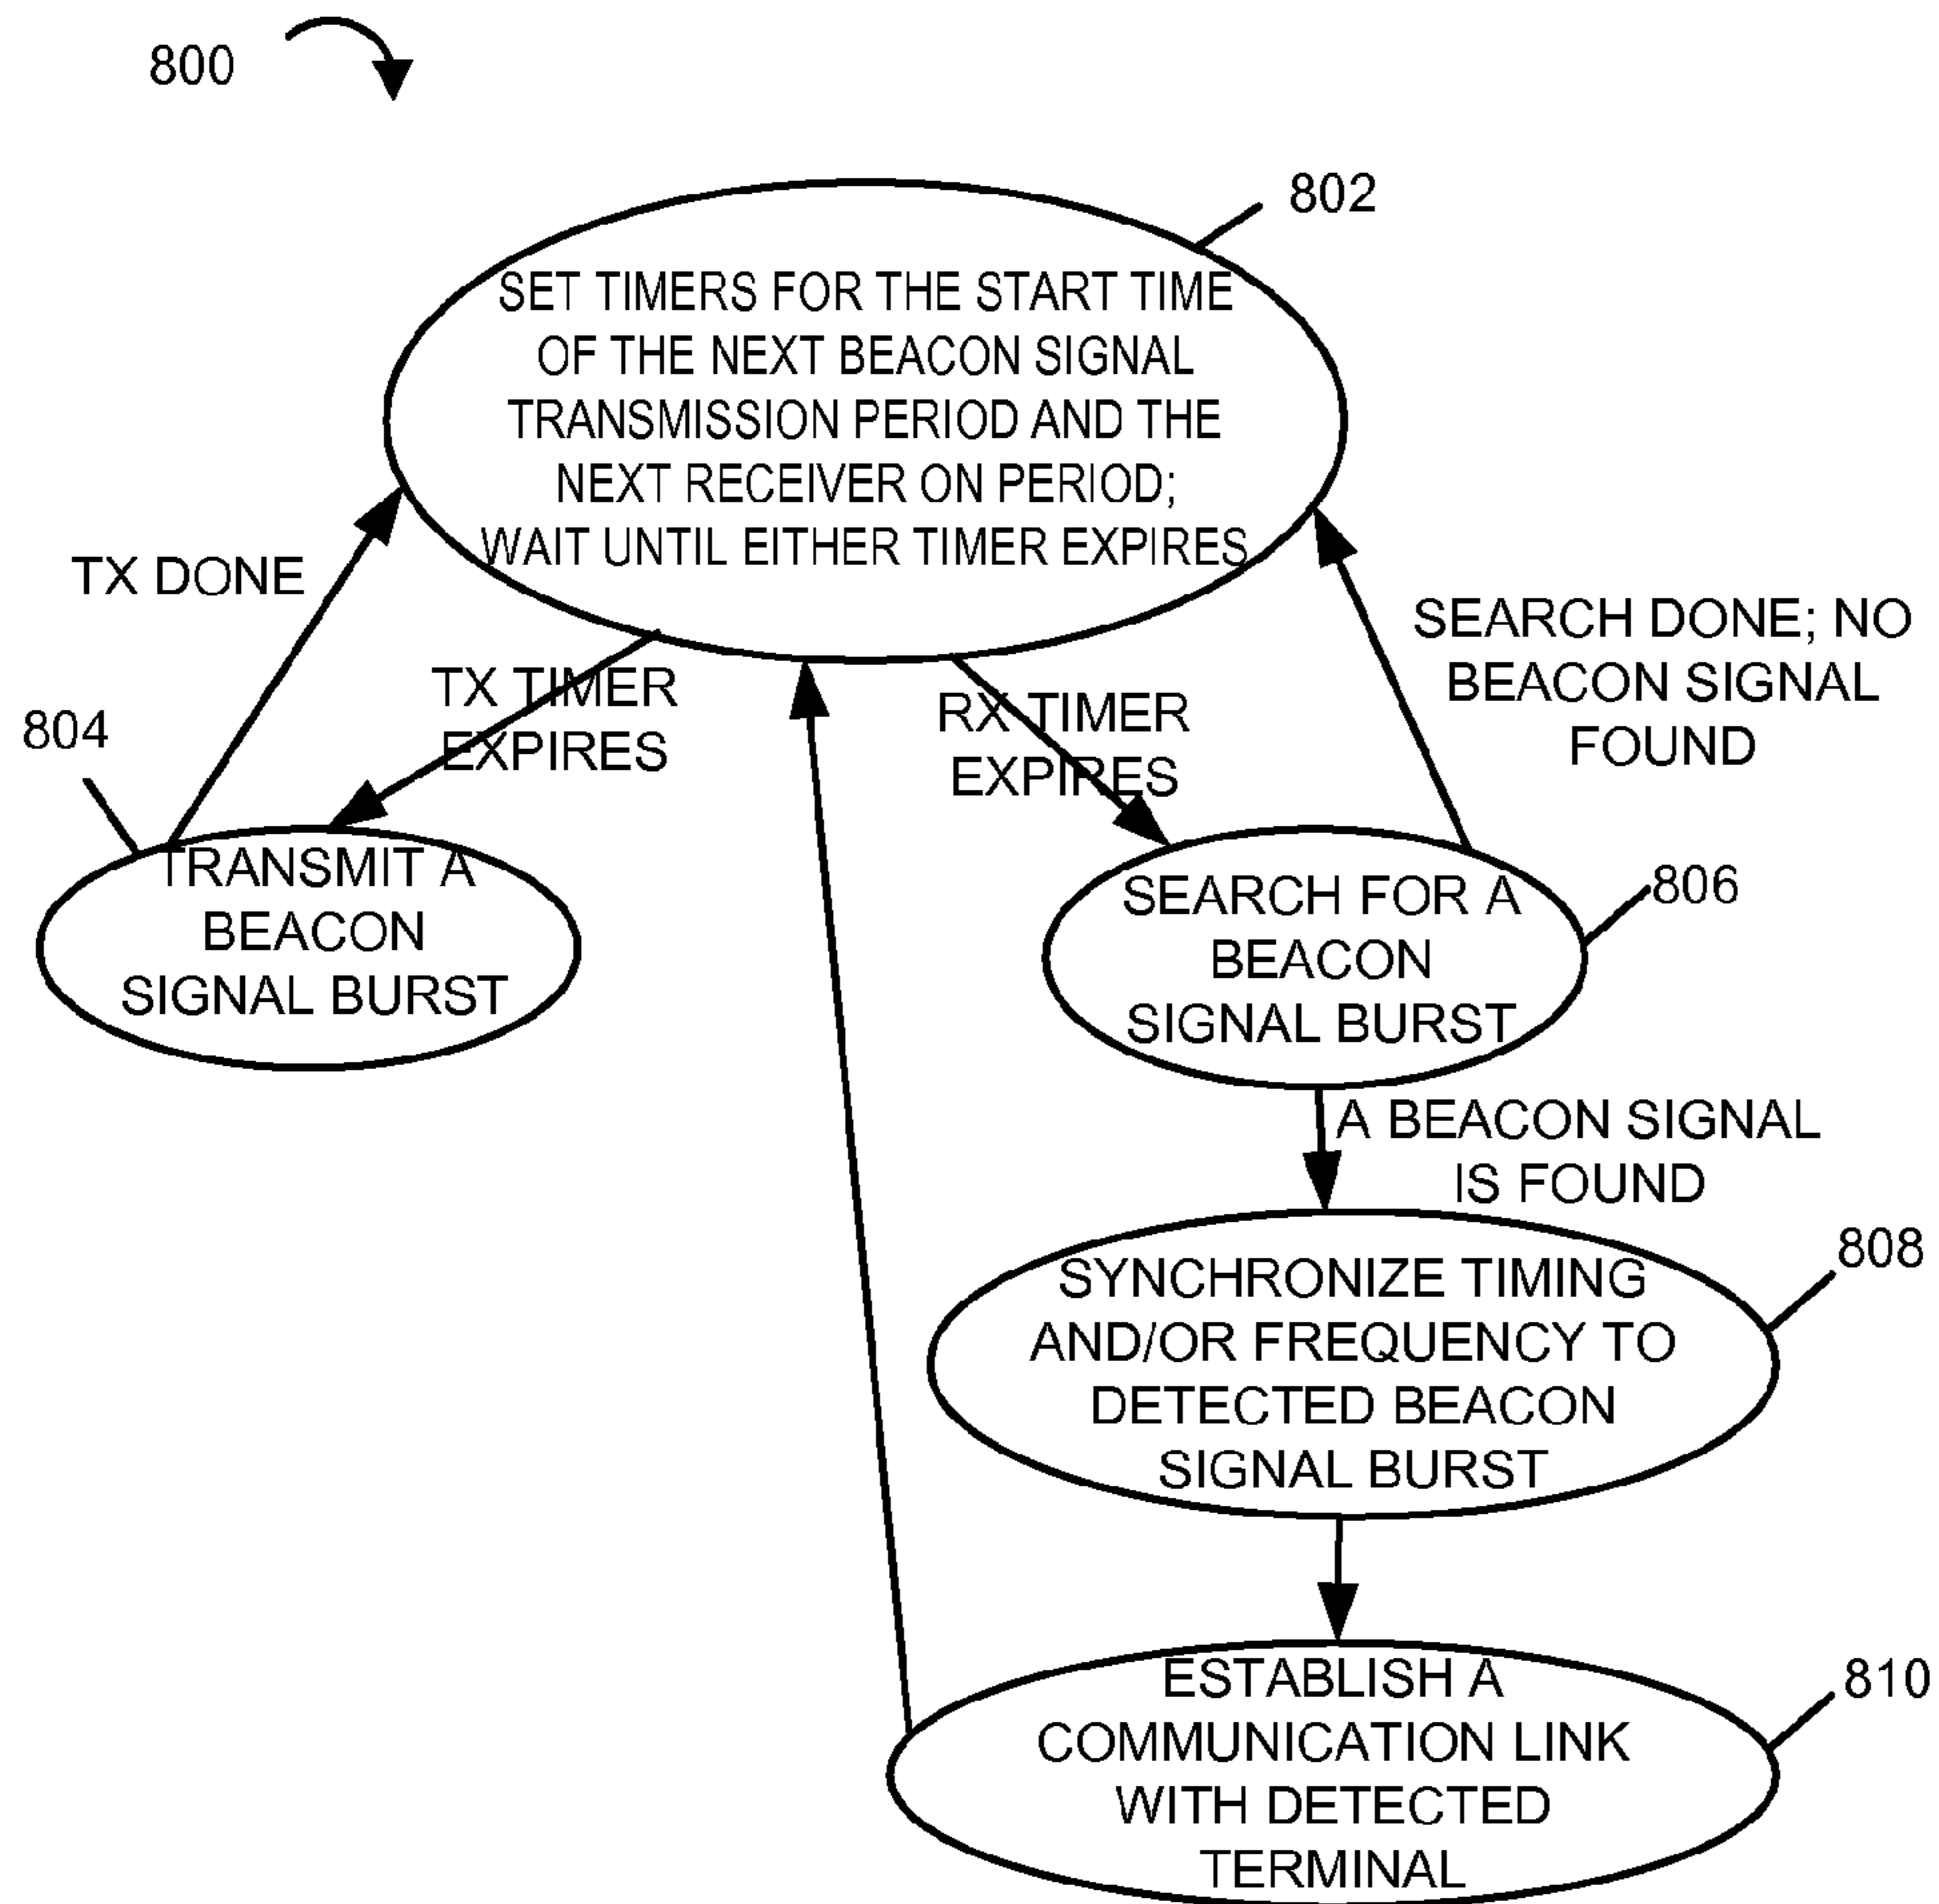 800
802
SET TIMERS FOR THE START TIME
OF THE NEXT BEACON SIGNAL
TRANSMISSION PERIOD AND THE
NEXT RECEIVER ON PERIOD;
WAIT UNTIL EITHER TIMER EXPIRES
TX DONE
TX TIMER
EXPIRES
RX TIMER
EXPIRES
SEARCH DONE; NO
BEACON SIGNAL
FOUND
804
TRANSMIT A
BEACON
SIGNAL BURST
SEARCH FOR A
BEACON
SIGNAL BURST
806
A BEACON SIGNAL
IS FOUND
808
SYNCHRONIZE TIMING
AND/OR FREQUENCY TO
DETECTED BEACON
SIGNAL BURST
810
ESTABLISH A
COMMUNICATION LINK
WITH DETECTED
TERMINAL